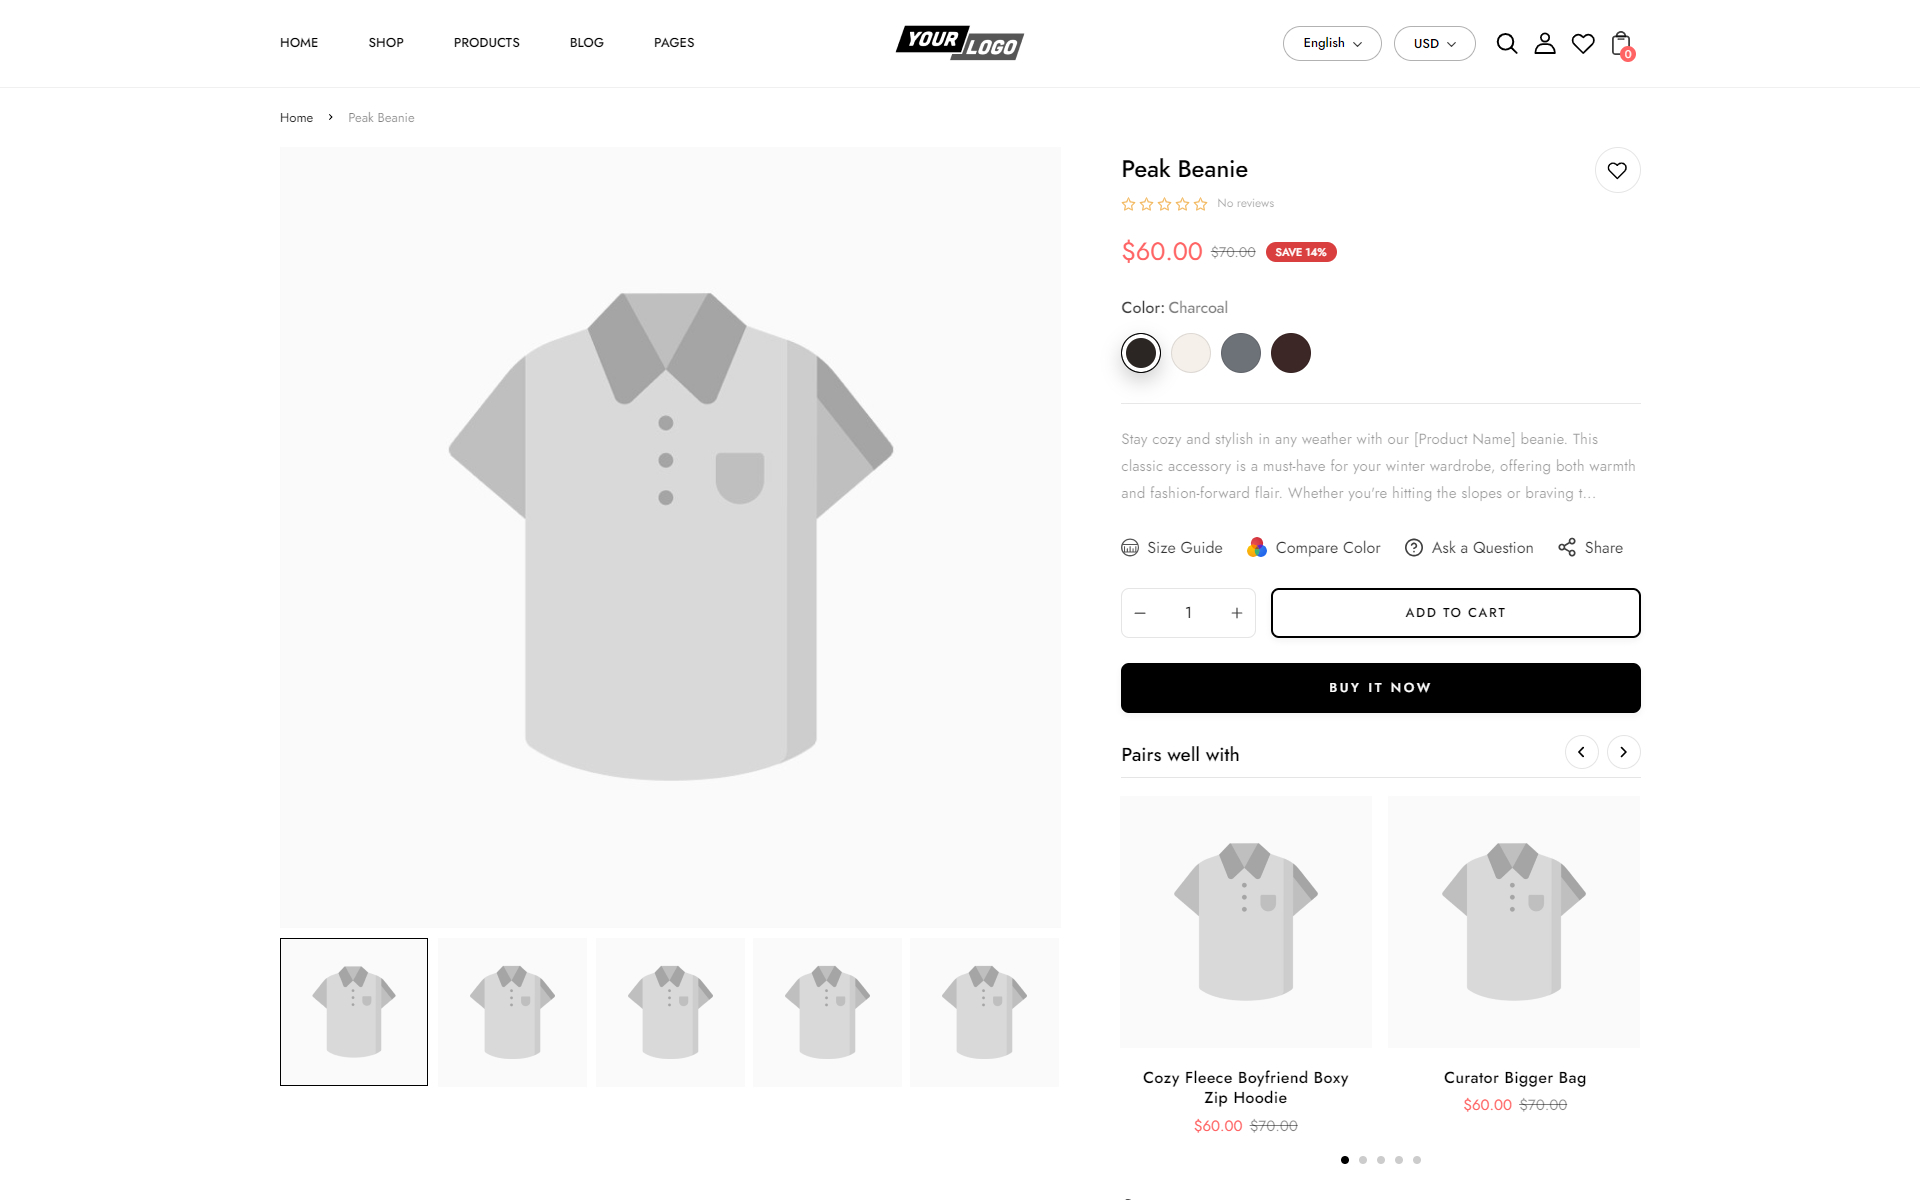 HOME SHOP PRODUCTS BLOG PAGES
YOUR LOGO
English USD
0
Home › Peak Beanie
Peak Beanie
No reviews
$60.00 $70.00 SAVE 14%
Color: Charcoal
Stay cozy and stylish in any weather with our [Product Name] beanie. This
classic accessory is a must-have for your winter wardrobe, offering both warmth
and fashion-forward flair. Whether you're hitting the slopes or braving t...
Size Guide Compare Color Ask a Question Share
− 1 + ADD TO CART
BUY IT NOW
Pairs well with
Cozy Fleece Boyfriend Boxy
Zip Hoodie
$60.00 $70.00
Curator Bigger Bag
$60.00 $70.00